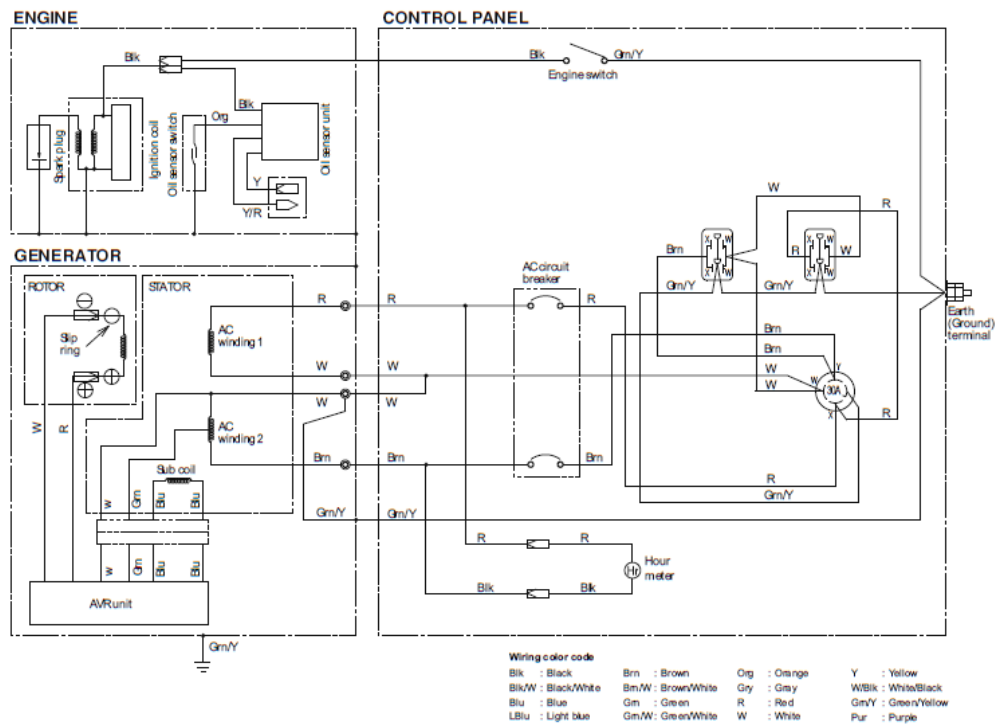 ENGINE
CONTROL PANEL
Blk
Blk
Grn/Y
Engine switch
Blk
Org
Spark plug
Ignition coil
Oil sensor switch
Oil sensor unit
Y
Y/R
W
R
X
W
X
W
R
W
Brn
Grn/Y
Grn/Y
GENERATOR
ROTOR
STATOR
Slip
ring
AC
winding 1
R
R
AC circuit
breaker
R
Earth
(Ground)
terminal
Brn
Brn
W
W
W
W
W
W
Y
W
30A
X
R
W
R
AC
winding 2
Brn
Brn
Brn
Sub coil
R
Grn/Y
w
Grn
Blu
Blu
Grn/Y
Grn/Y
R
R
Hr
Hour
meter
w
Grn
Blu
Blu
Blk
Blk
AVR unit
Grn/Y
Wiring color code
Blk : Black
Brn : Brown
Org : Orange
Y : Yellow
Blk/W : Black/White
Brn/W : Brown/White
Gry : Gray
W/Blk : White/Black
Blu : Blue
Grn : Green
R : Red
Grn/Y : Green/Yellow
LBlu : Light blue
Grn/W : Green/White
W : White
Pur : Purple